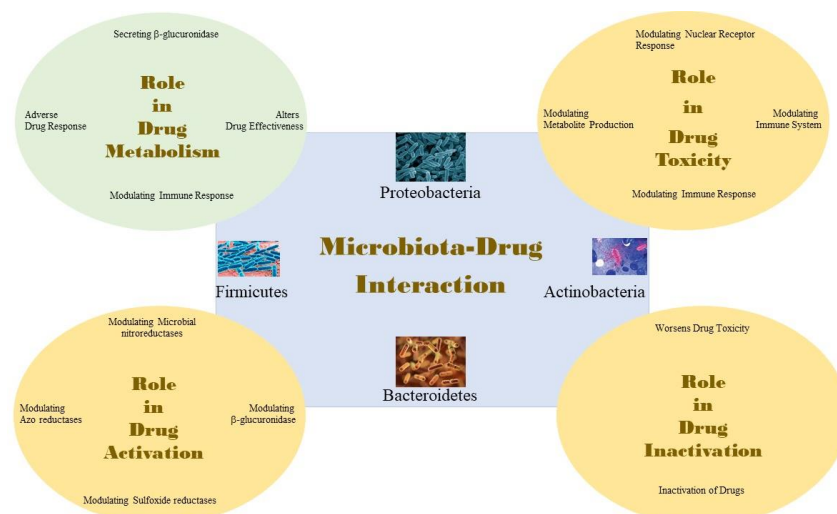 Secreting β-glucuronidase
Role
in
Drug
Metabolism
Adverse
Drug Response
Alters
Drug Effectiveness
Modulating Immune Response
Modulating Nuclear Receptor
Response
Role
in
Drug
Toxicity
Modulating
Metabolite Production
Modulating
Immune System
Modulating Immune Response
Proteobacteria
Microbiota-Drug
Interaction
Firmicutes
Actinobacteria
Bacteroidetes
Modulating Microbial
nitroreductases
Role
in
Drug
Activation
Modulating
Azo reductases
Modulating
β-glucuronidase
Modulating Sulfoxide reductases
Worsens Drug Toxicity
Role
in
Drug
Inactivation
Inactivation of Drugs